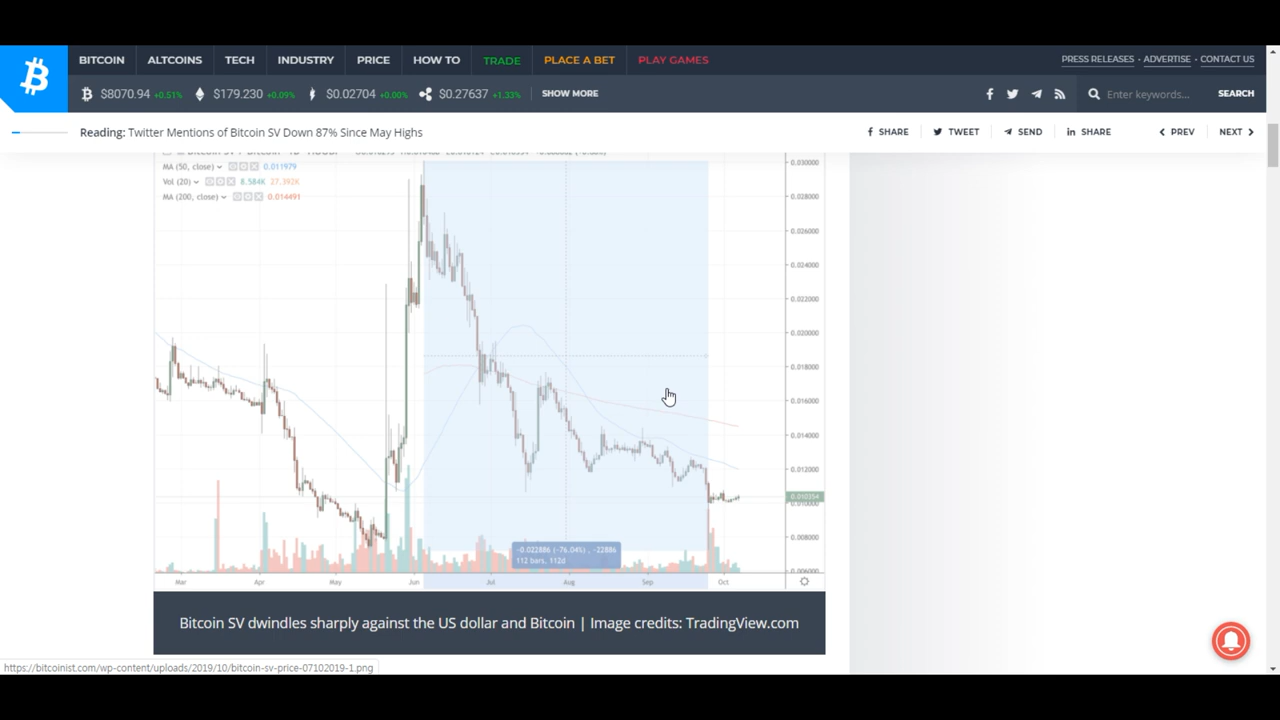 BITCOIN ALTCOINS TECH INDUSTRY PRICE HOW TO TRADE PLACE A BET PLAY GAMES PRESS RELEASES • ADVERTISE • CONTACT US
$8070.94 +0.51% $179.230 +0.09% $0.02704 +0.00% $0.27637 +1.33% SHOW MORE Enter keywords... SEARCH
Reading: Twitter Mentions of Bitcoin SV Down 87% Since May Highs SHARE TWEET SEND SHARE PREV NEXT
MA (50, close) 0.011979
Vol (20) 8.584K 27.392K
MA (200, close) 0.014491
0.030000
0.028000
0.026000
0.024000
0.022000
0.020000
0.018000
0.016000
0.014000
0.012000
0.010354
0.010000
0.008000
0.006000
-0.022886 (-76.04%) , -22886
112 bars, 112d
Mar Apr May Jun Jul Aug Sep Oct
Bitcoin SV dwindles sharply against the US dollar and Bitcoin | Image credits: TradingView.com
https://bitcoinist.com/wp-content/uploads/2019/10/bitcoin-sv-price-07102019-1.png